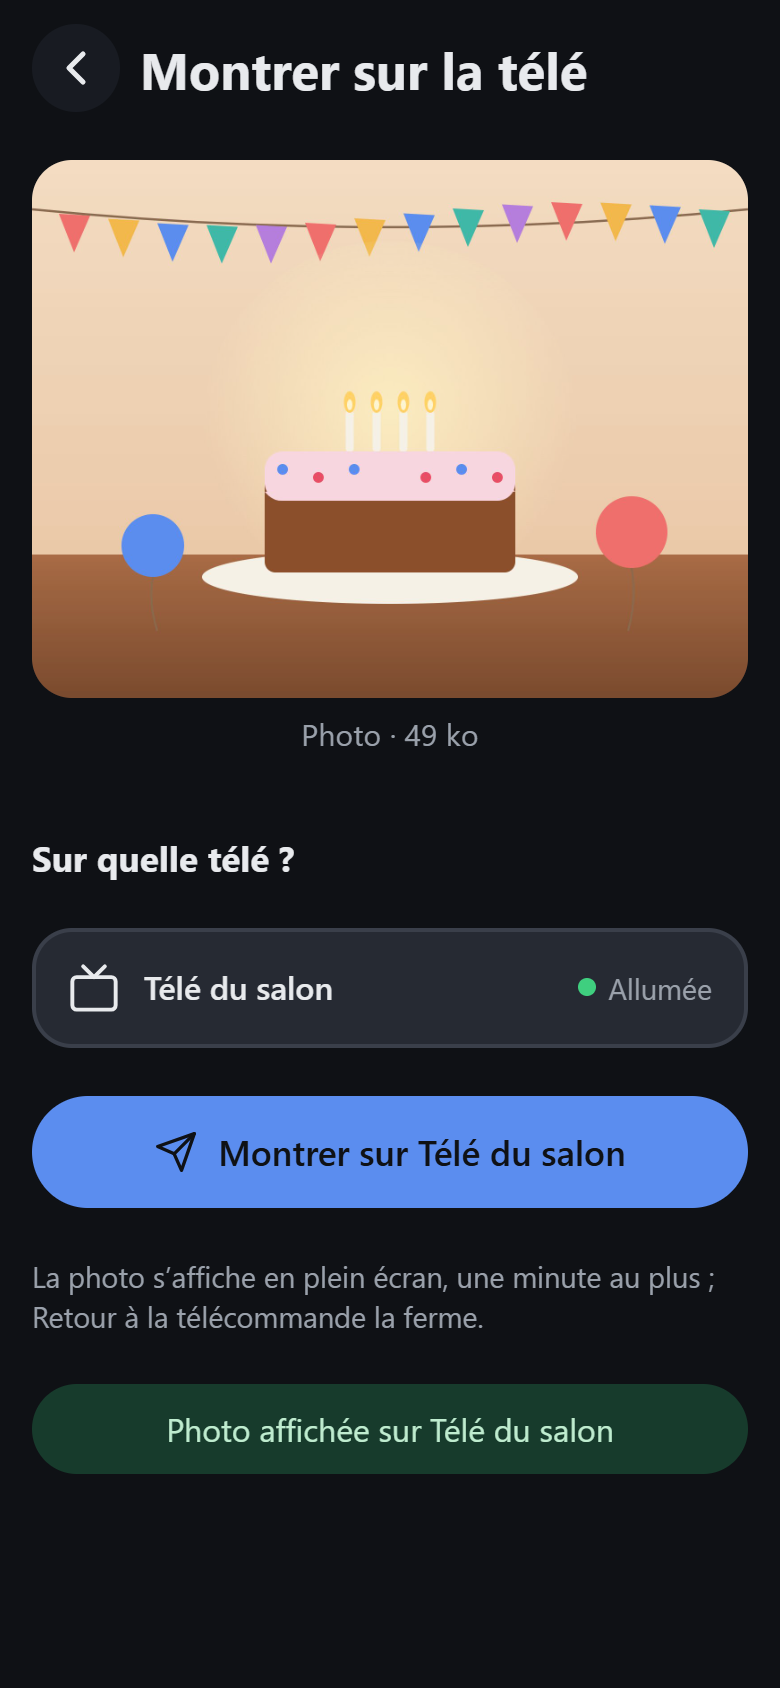 Montrer sur la télé
Photo · 49 ko
Sur quelle télé ?
Télé du salon
Allumée
Montrer sur Télé du salon
La photo s’affiche en plein écran, une minute au plus ;
Retour à la télécommande la ferme.
Photo affichée sur Télé du salon